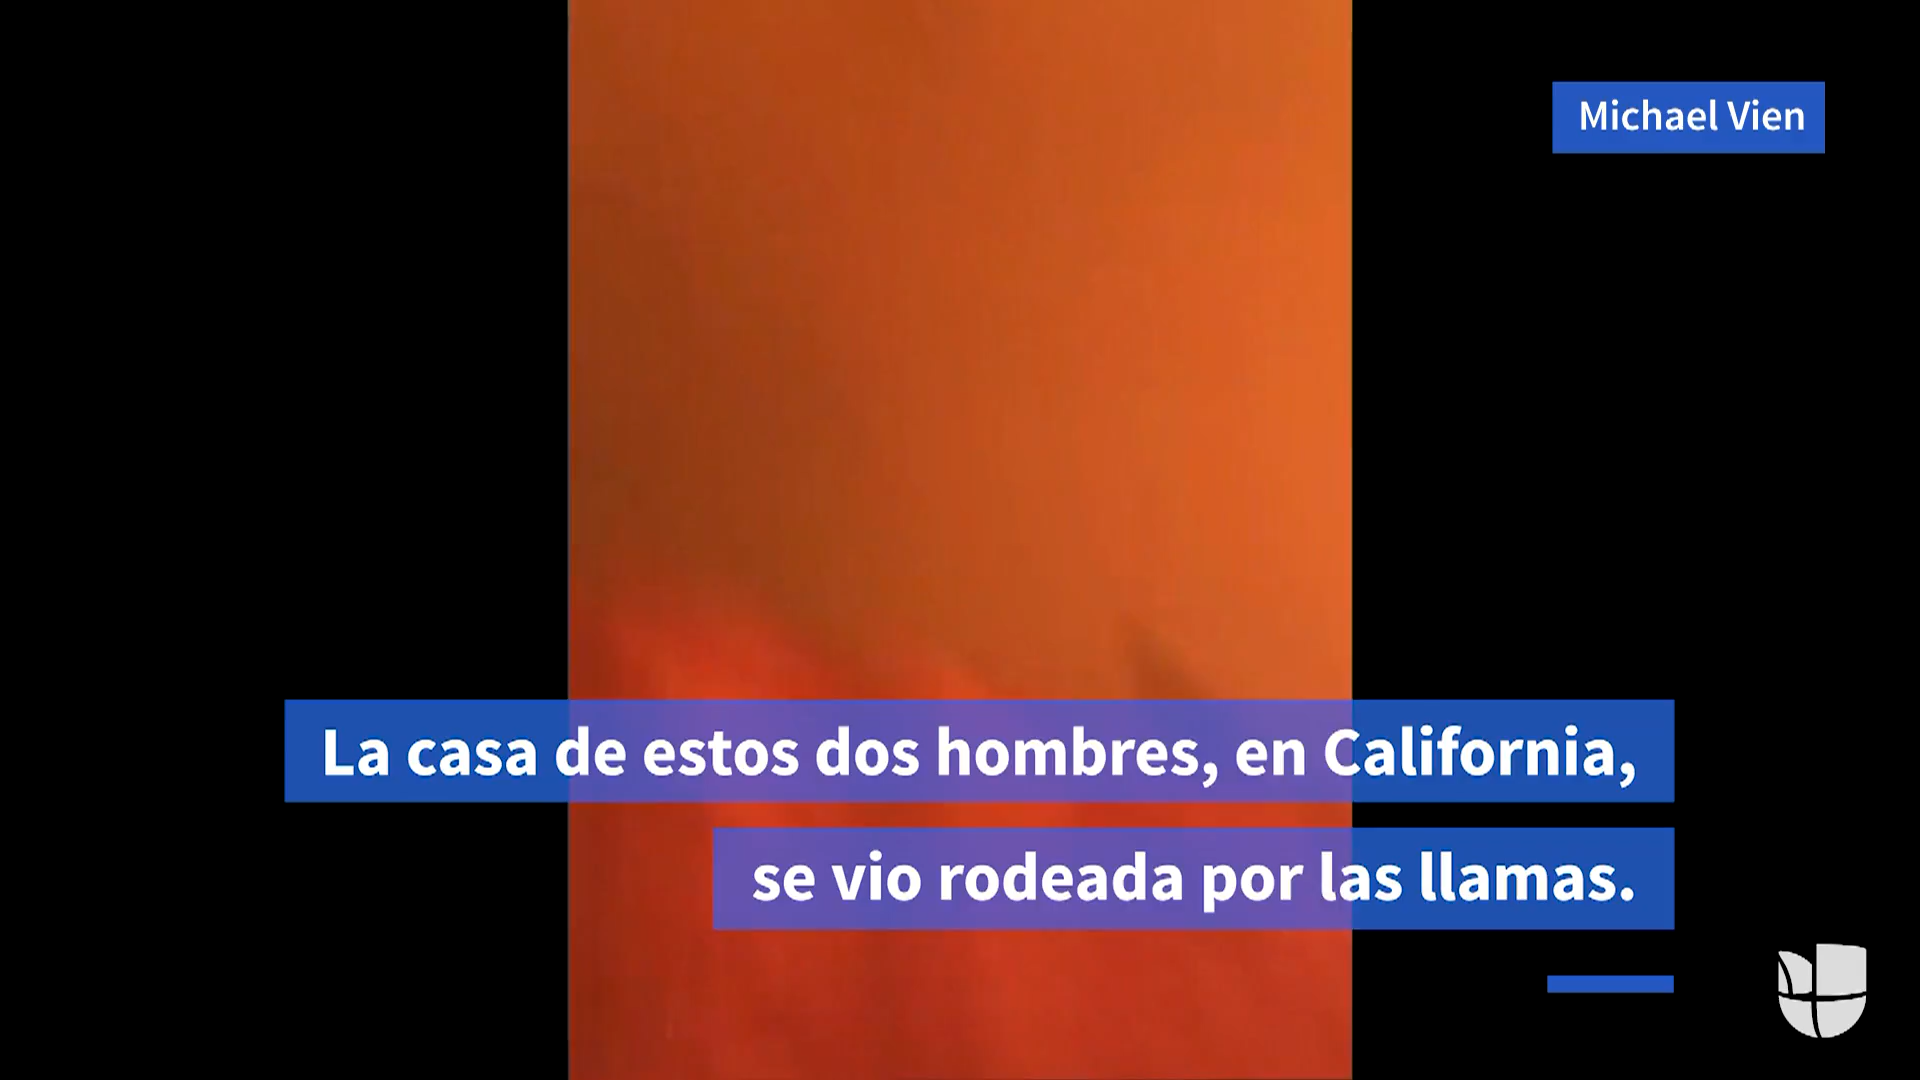 Michael Vien
La casa de estos dos hombres, en California,
se vio rodeada por las llamas.